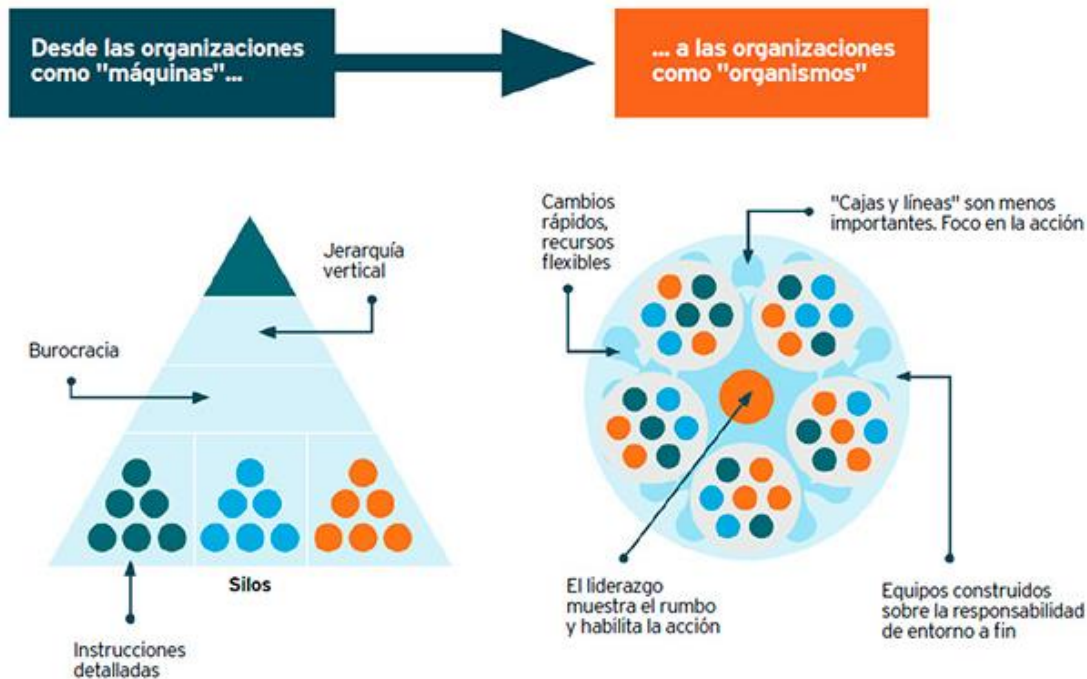 Desde las organizaciones
como "máquinas"...
... a las organizaciones
como "organismos"
Jerarquía
vertical
Burocracia
Silos
Instrucciones
detalladas
Cambios
rápidos,
recursos
flexibles
"Cajas y líneas" son menos
importantes. Foco en la acción
El liderazgo
muestra el rumbo
y habilita la acción
Equipos construidos
sobre la responsabilidad
de entorno a fin